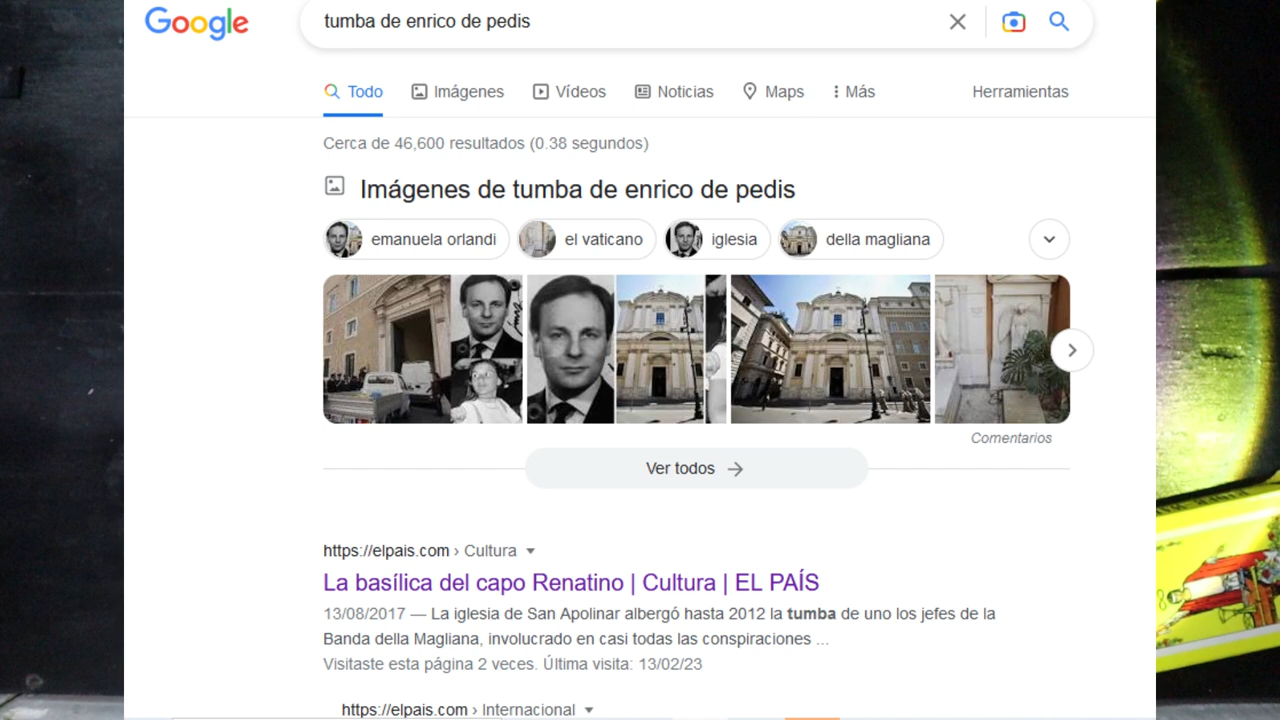 Google
tumba de enrico de pedis
Todo
Imágenes
Vídeos
Noticias
Maps
Más
Herramientas
Cerca de 46,600 resultados (0.38 segundos)
Imágenes de tumba de enrico de pedis
emanuela orlandi
el vaticano
iglesia
della magliana
Comentarios
Ver todos
https://elpais.com › Cultura
La basílica del capo Renatino | Cultura | EL PAÍS
13/08/2017 — La iglesia de San Apolinar albergó hasta 2012 la tumba de uno los jefes de la
Banda della Magliana, involucrado en casi todas las conspiraciones ...
Visitaste esta página 2 veces. Última visita: 13/02/23
https://elpais.com › Internacional